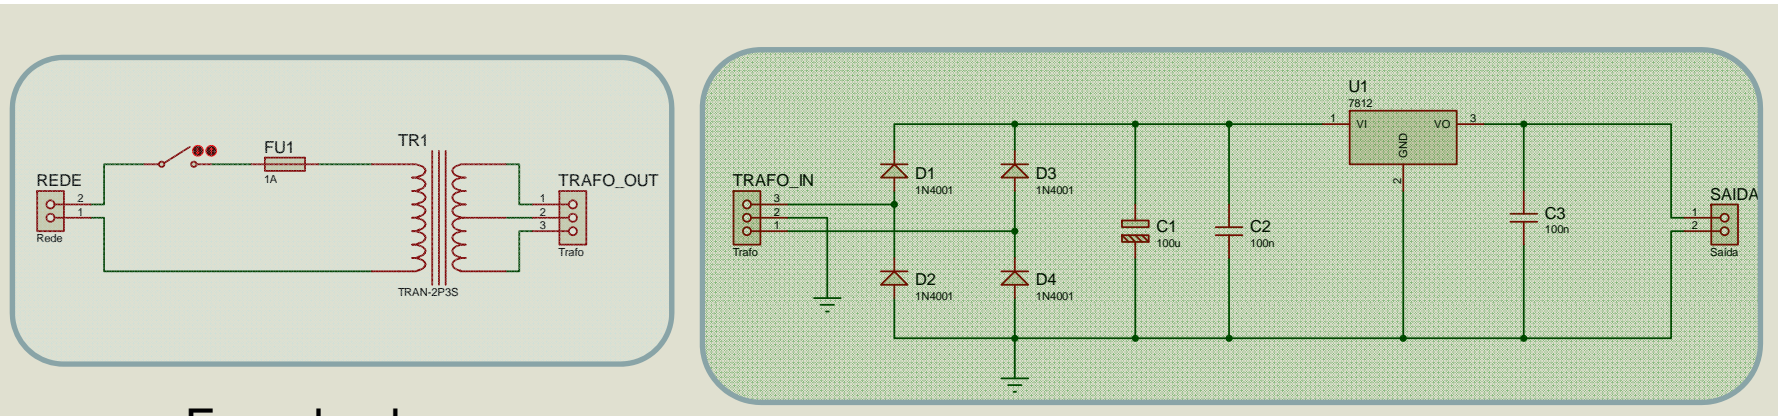 REDE
2
1
Rede
FU1
1A
TR1
TRAN-2P3S
TRAFO_OUT
1
2
3
Trafo
TRAFO_IN
3
2
1
Trafo
D1
1N4001
D3
1N4001
D2
1N4001
D4
1N4001
C1
100u
C2
100n
U1
7812
1
VI
VO
3
GND
2
C3
100n
SAIDA
1
2
Saida